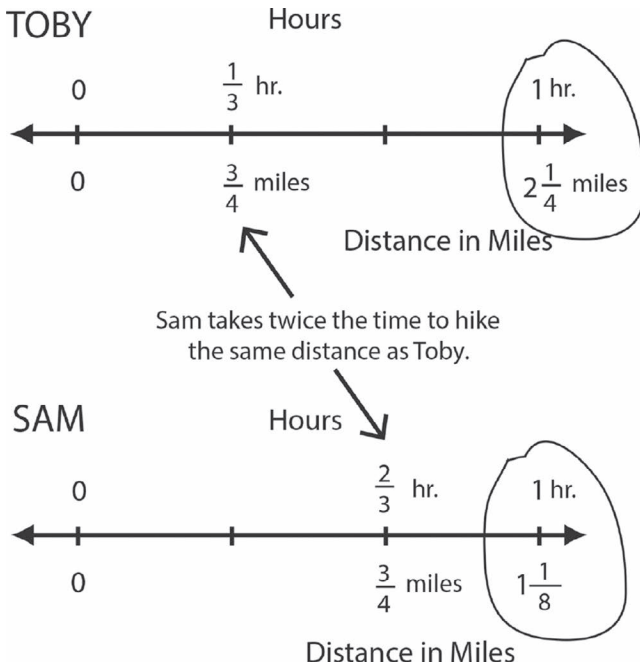 TOBY Hours
0 1/3 hr. 1 hr.
0 3/4 miles 2 1/4 miles
Distance in Miles
Sam takes twice the time to hike
the same distance as Toby.
SAM Hours
0 2/3 hr. 1 hr.
0 3/4 miles 1 1/8
Distance in Miles